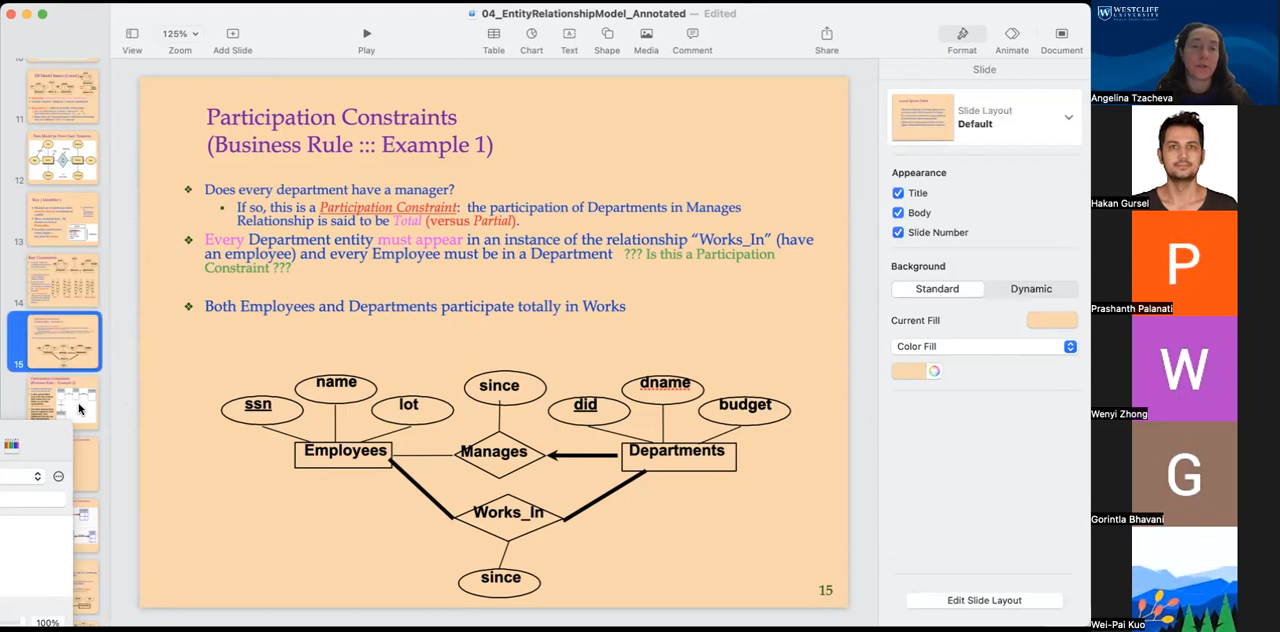 04_EntityRelationshipModel_Annotated — Edited
125%
View
Zoom
Add Slide
Play
Table
Chart
Text
Shape
Media
Comment
Share
Format
Animate
Document
11
12
13
14
15
100%
Participation Constraints
(Business Rule ::: Example 1)
Does every department have a manager?
If so, this is a Participation Constraint: the participation of Departments in Manages
Relationship is said to be Total (versus Partial).
Every Department entity must appear in an instance of the relationship “Works_In” (have
an employee) and every Employee must be in a Department ??? Is this a Participation
Constraint ???
Both Employees and Departments participate totally in Works
name
since
dname
ssn
lot
did
budget
Employees
Manages
Departments
Works_In
since
15
Slide
Slide Layout
Default
Appearance
Title
Body
Slide Number
Background
Standard
Dynamic
Current Fill
Color Fill
Edit Slide Layout
WESTCLIFF
UNIVERSITY
Angelina Tzacheva
Hakan Gursel
P
Prashanth Palanati
W
Wenyi Zhong
G
Gorintla Bhavani
Wei-Pai Kuo